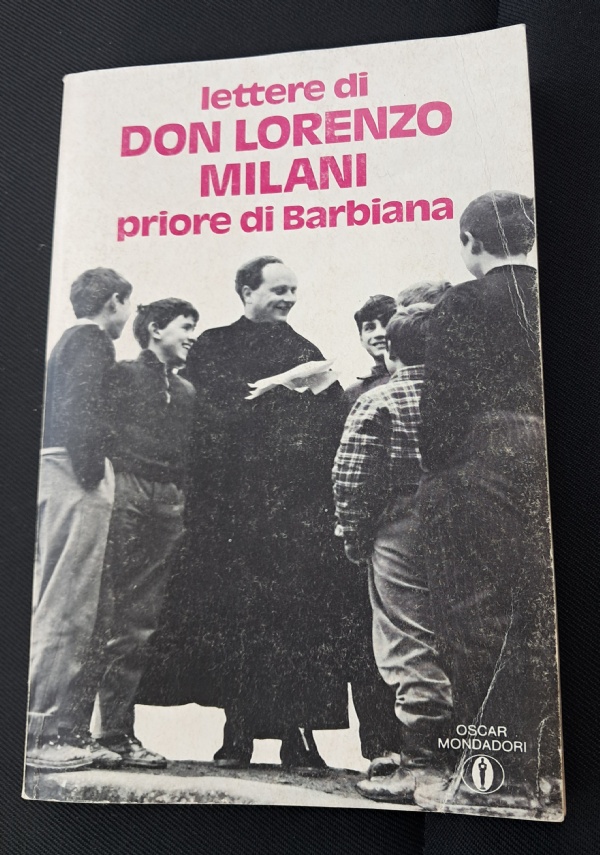 lettere di
DON LORENZO
MILANI
priore di Barbiana
OSCAR
MONDADORI